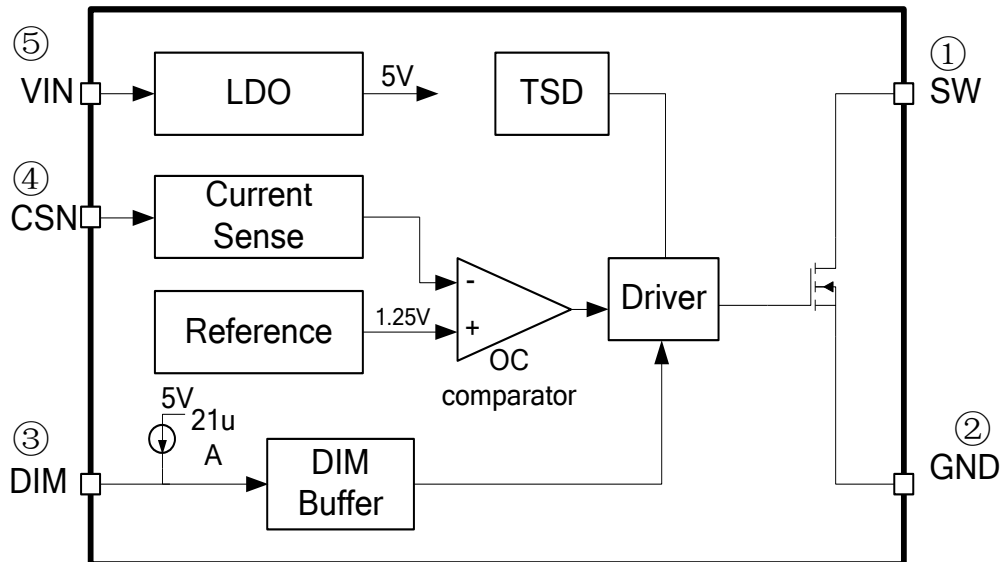 ⑤
VIN
LDO
5V
TSD
①
SW
④
CSN
Current
Sense
-
Driver
Reference
1.25V
+
OC
comparator
5V
21u
A
③
DIM
DIM
Buffer
②
GND